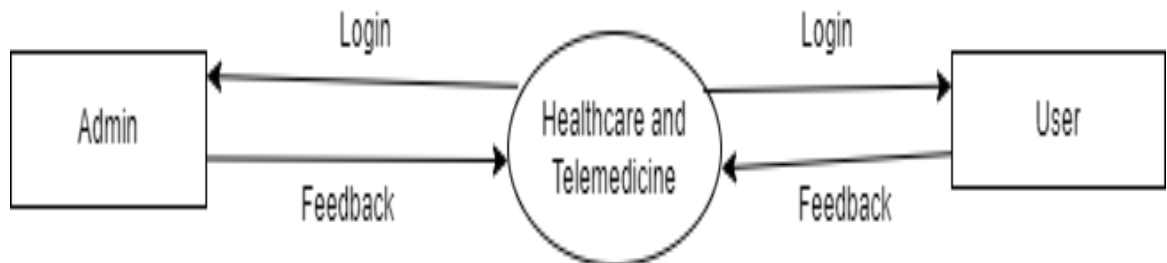 Login
Login
Admin
Healthcare and
Telemedicine
User
Feedback
Feedback